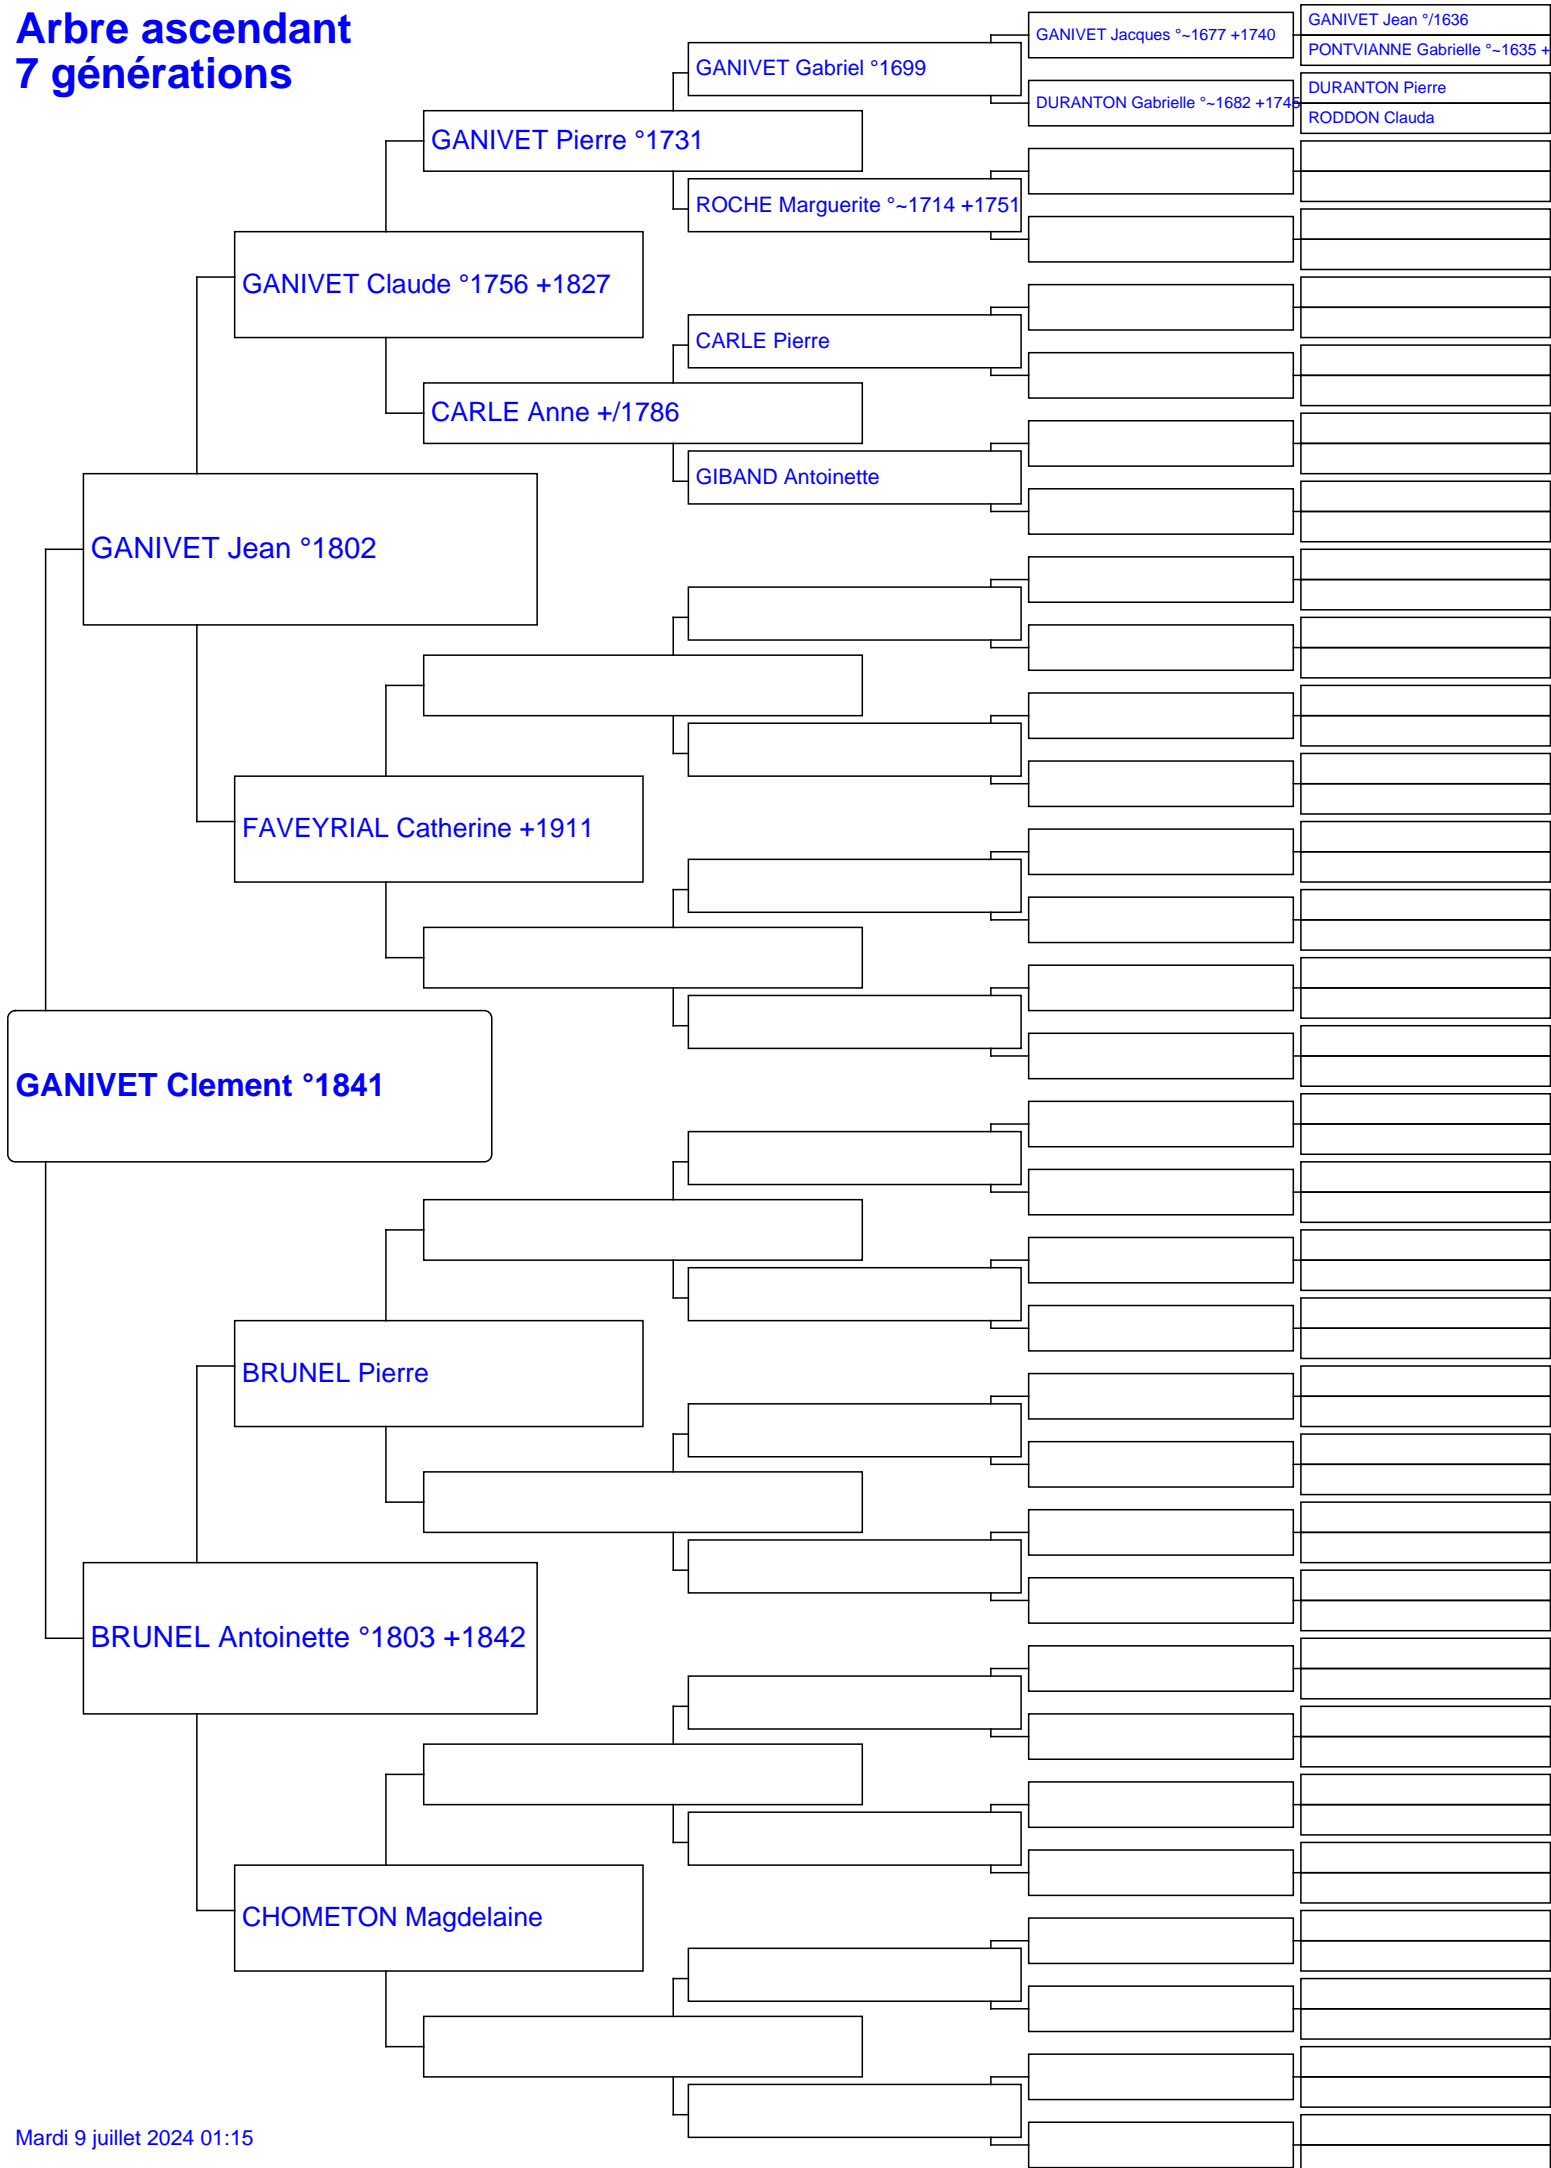 Arbre ascendant
7 générations
GANIVET Jacques °~1677 +1740
GANIVET Jean °/1636
PONTVIANNE Gabrielle °~1635 +
GANIVET Gabriel °1699
DURANTON Gabrielle °~1682 +1745
DURANTON Pierre
RODDON Clauda
GANIVET Pierre °1731
ROCHE Marguerite °~1714 +1751
GANIVET Claude °1756 +1827
CARLE Pierre
CARLE Anne +/1786
GIBAND Antoinette
GANIVET Jean °1802
FAVEYRIAL Catherine +1911
GANIVET Clement °1841
BRUNEL Pierre
BRUNEL Antoinette °1803 +1842
CHOMETON Magdelaine
Mardi 9 juillet 2024 01:15